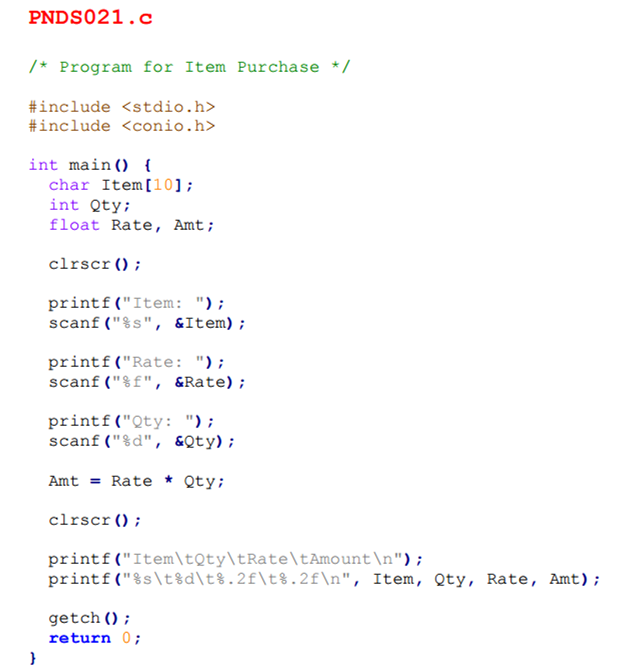 PNDS021.c
/* Program for Item Purchase */
#include <stdio.h>
#include <conio.h>
int main() {
char Item[10];
int Qty;
float Rate, Amt;
clrscr();
printf("Item: ");
scanf("%s", &Item);
printf("Rate: ");
scanf("%f", &Rate);
printf("Qty: ");
scanf("%d", &Qty);
Amt = Rate * Qty;
clrscr();
printf("Item\tQty\tRate\tAmount\n");
printf("%s\t%d\t%.2f\t%.2f\n", Item, Qty, Rate, Amt);
getch();
return 0;
}